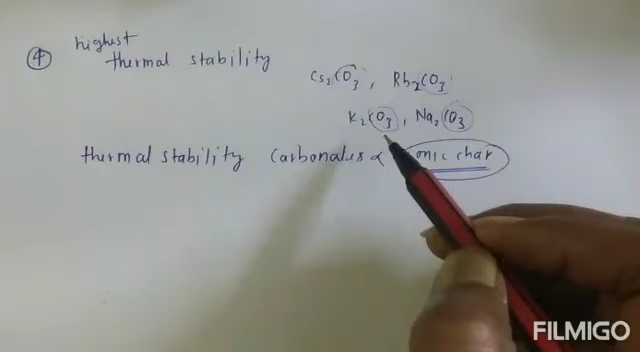 ④ highest
thermal stability
Cs₂CO₃, Rb₂CO₃
K₂CO₃, Na₂CO₃
thermal stability Carbonates ∝ ionic char
FILMIGO